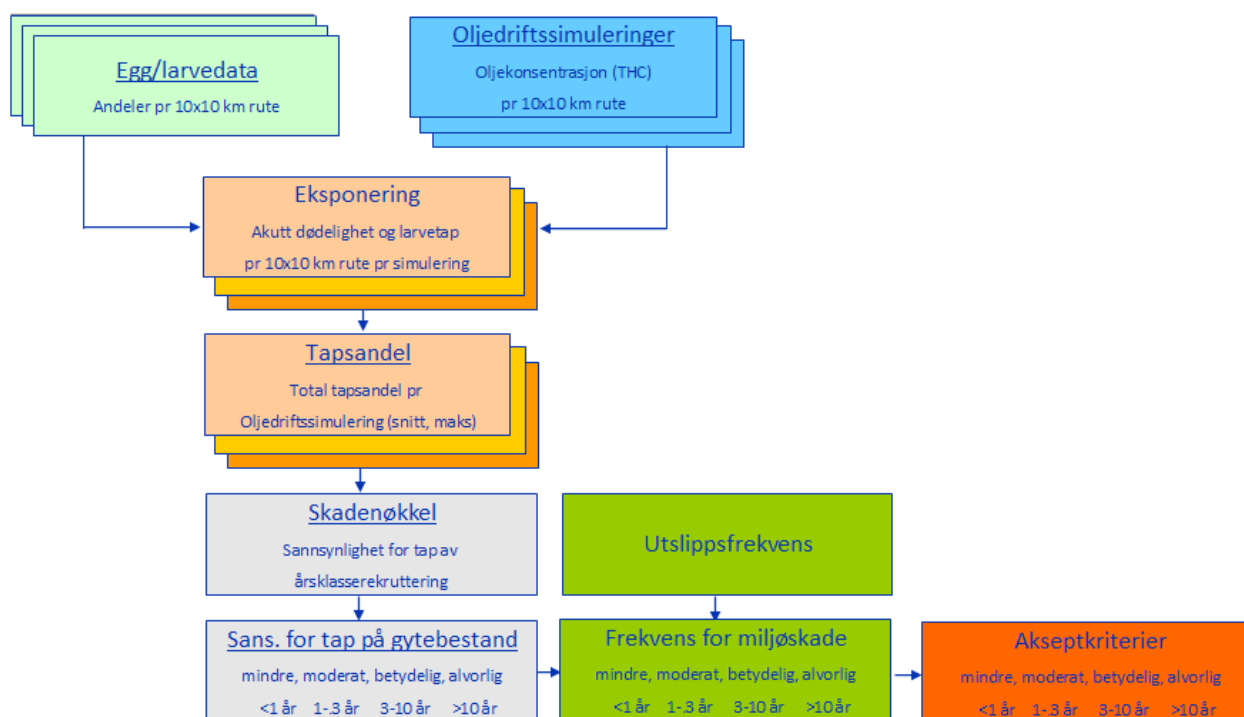 Egg/larvedata
Andeler pr 10x10 km rute
Oljedriftssimuleringer
Oljekonsentrasjon (THC)
pr 10x10 km rute
Eksponering
Akutt dødelighet og larvetap
pr 10x10 km rute pr simulering
Tapsandel
Total tapsandel pr
Oljedriftssimulering (snitt, maks)
Skadenøkkel
Sannsynlighet for tap av
årsklasserekruttering
Utslippsfrekvens
Sans. for tap på gytebestand
mindre, moderat, betydelig, alvorlig
<1 år 1-.3 år 3-10 år >10 år
Frekvens for miljøskade
mindre, moderat, betydelig, alvorlig
<1 år 1-.3 år 3-10 år >10 år
Akseptkriterier
mindre, moderat, betydelig, alvorlig
<1 år 1-.3 år 3-10 år >10 år